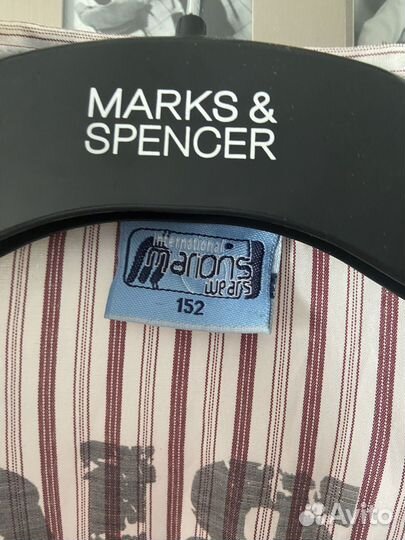 MARKS &
SPENCER
international
marions
wears
152
Avito